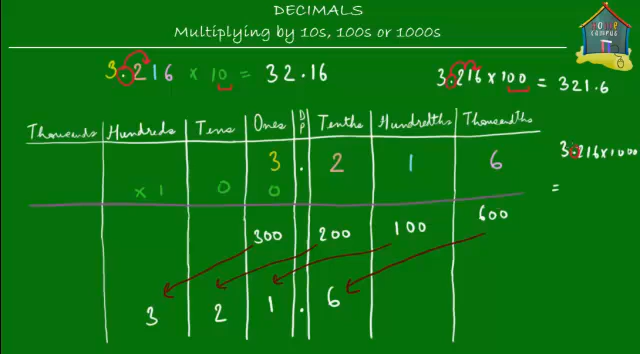 DECIMALS
Multiplying by 10s, 100s or 1000s
Home Campus
3.216 x 10 = 32.16
3.216 x 100 = 321.6
Thousands Hundreds Tens Ones DP Tenths Hundredths Thousandths
3 . 2 1 6
3.216 x 1000
x 1 0 0
=
300 200 100 600
3 2 1 . 6